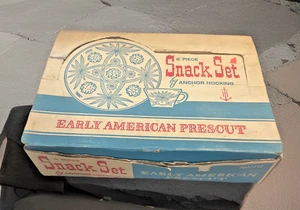 8 PIECE
Snack Set
by ANCHOR HOCKING
EARLY AMERICAN PRESCUT
Snack Set
EARLY AMERICAN